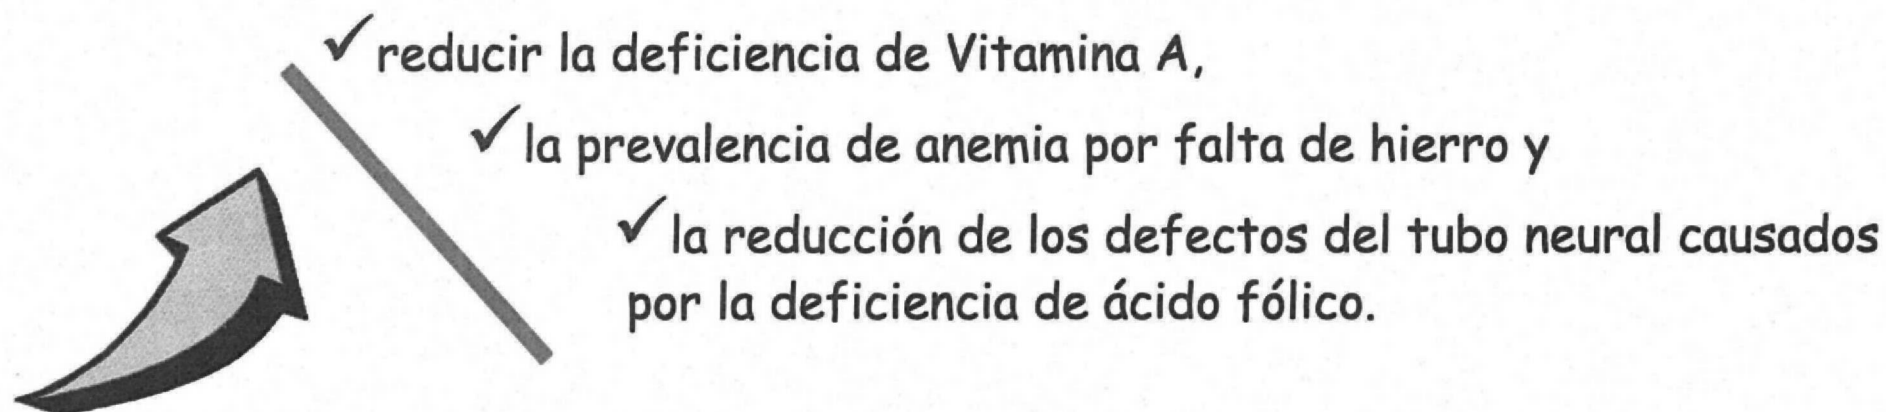 ✓ reducir la deficiencia de Vitamina A,
✓ la prevalencia de anemia por falta de hierro y
✓ la reducción de los defectos del tubo neural causados
por la deficiencia de ácido fólico.